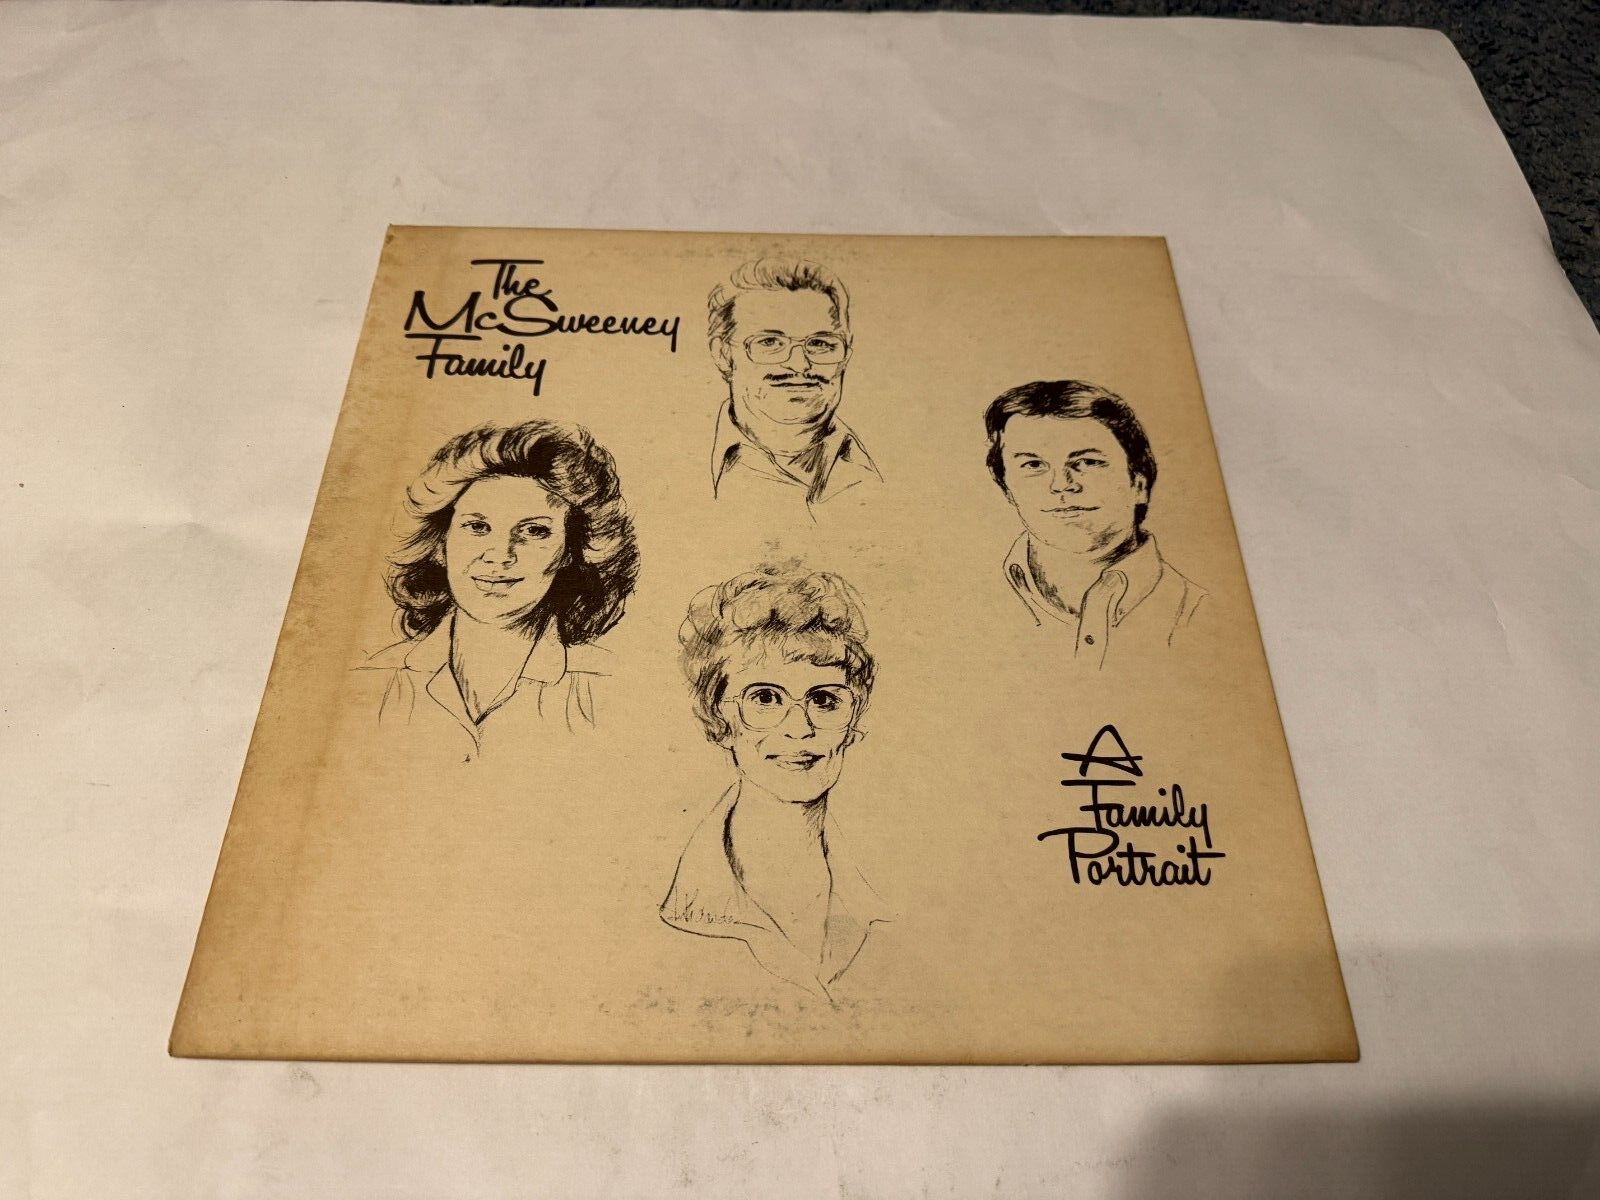 The
McSweeney
Family
A
Family
Portrait